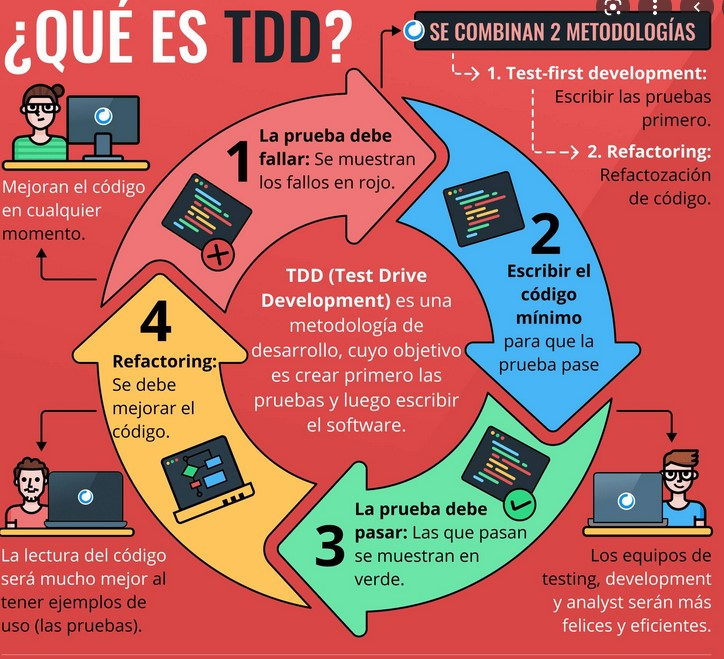 ¿QUÉ ES TDD?
SE COMBINAN 2 METODOLOGÍAS
1. Test-first development:
Escribir las pruebas
primero.
2. Refactoring:
Refactozación
de código.
Mejoran el código
en cualquier
momento.
1
La prueba debe
fallar: Se muestran
los fallos en rojo.
2
Escribir el
código
mínimo
para que la
prueba pase
TDD (Test Drive
Development) es una
metodología de
desarrollo, cuyo objetivo
es crear primero las
pruebas y luego escribir
el software.
4
Refactoring:
Se debe
mejorar el
código.
3
La prueba debe
pasar: Las que pasan
se muestran en
verde.
La lectura del código
será mucho mejor al
tener ejemplos de
uso (las pruebas).
Los equipos de
testing, development
y analyst serán más
felices y eficientes.